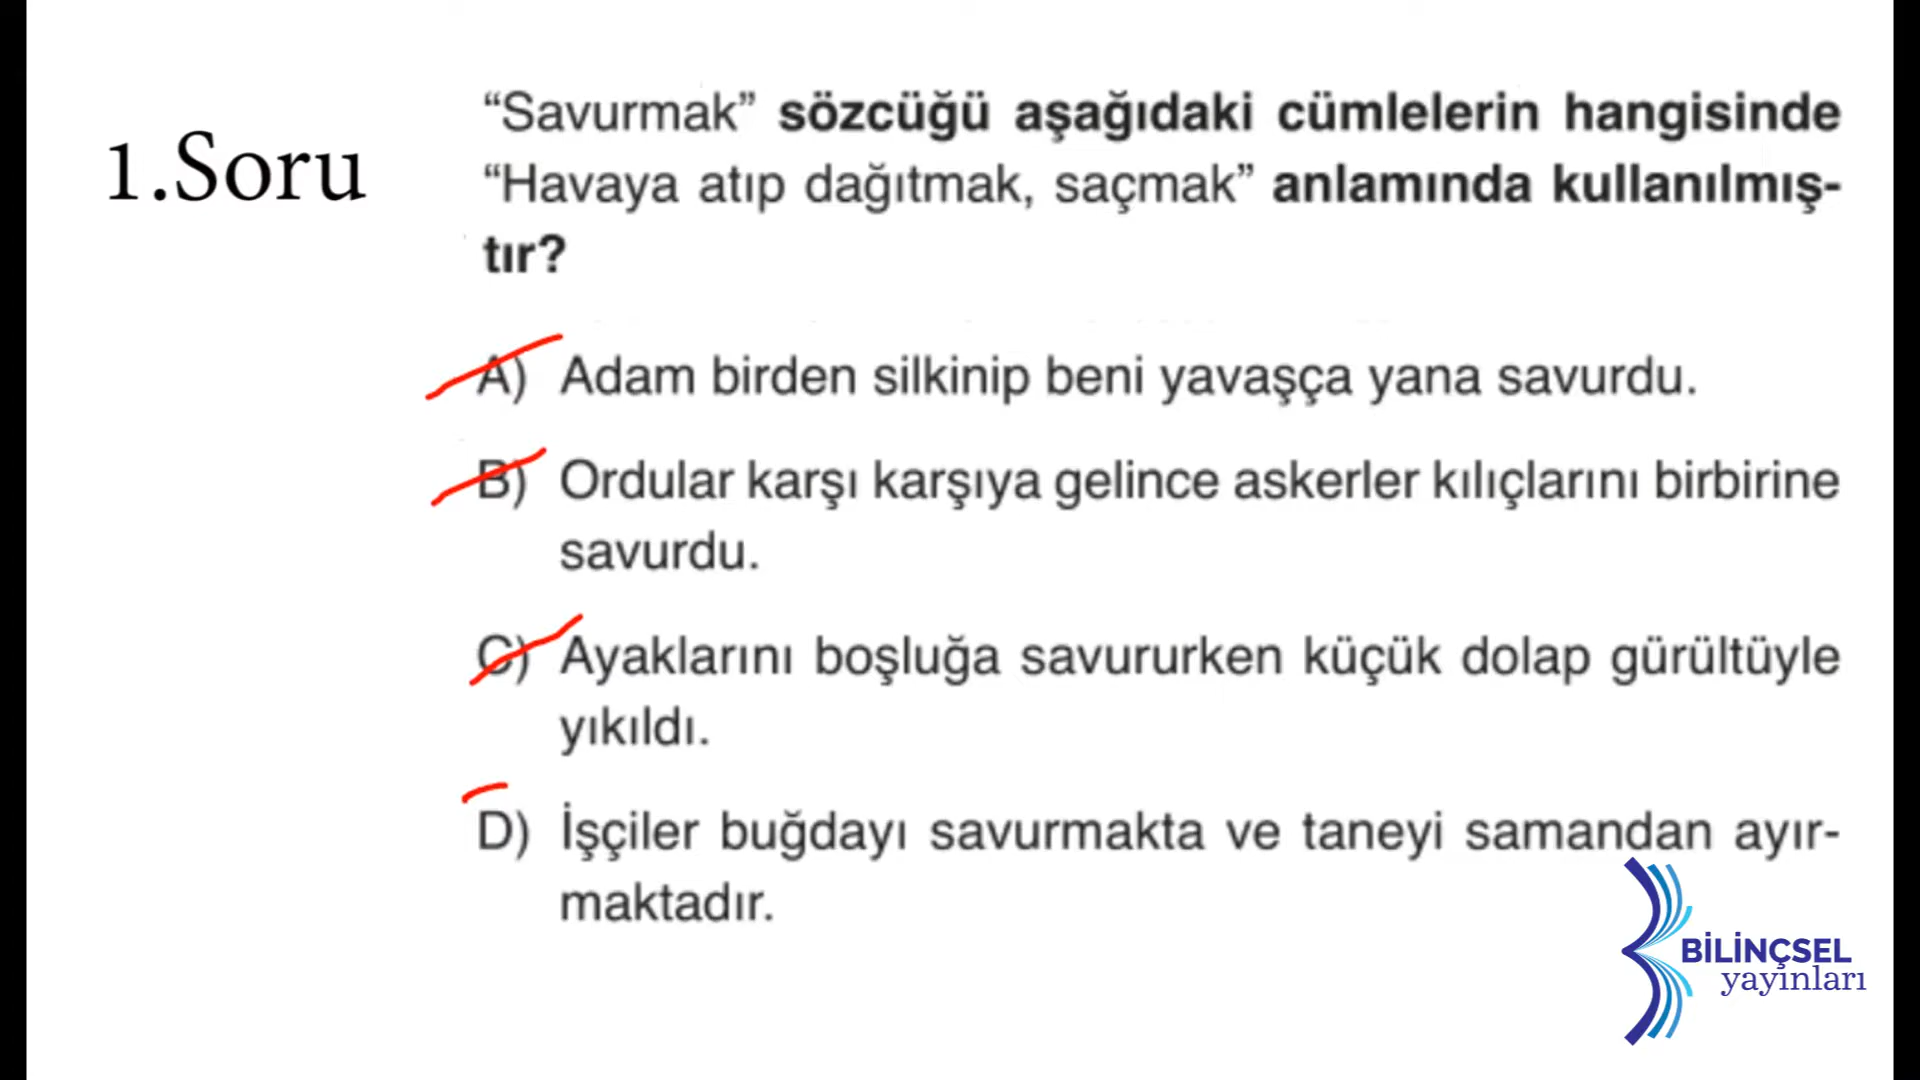 1.Soru
“Savurmak” sözcüğü aşağıdaki cümlelerin hangisinde
“Havaya atıp dağıtmak, saçmak” anlamında kullanılmış-
tır?
A) Adam birden silkinip beni yavaşça yana savurdu.
B) Ordular karşı karşıya gelince askerler kılıçlarını birbirine
savurdu.
C) Ayaklarını boşluğa savururken küçük dolap gürültüyle
yıkıldı.
D) İşçiler buğdayı savurmakta ve taneyi samandan ayır-
maktadır.
BİLİNÇSEL
yayınları